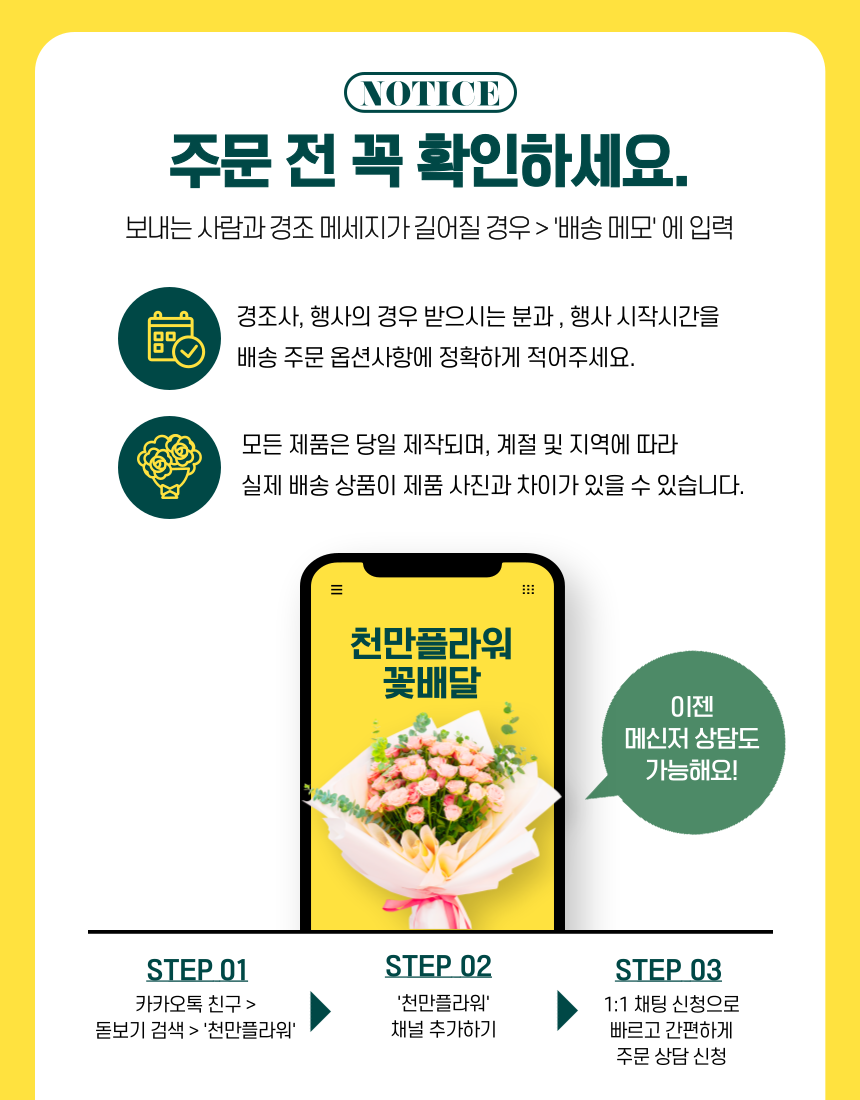 NOTICE
주문 전 꼭 확인하세요.
보내는 사람과 경조 메세지가 길어질 경우 > '배송 메모' 에 입력
경조사, 행사의 경우 받으시는 분과 , 행사 시작시간을
배송 주문 옵션사항에 정확하게 적어주세요.
모든 제품은 당일 제작되며, 계절 및 지역에 따라
실제 배송 상품이 제품 사진과 차이가 있을 수 있습니다.
천만플라워
꽃배달
이젠
메신저 상담도
가능해요!
STEP 01
카카오톡 친구 >
돋보기 검색 > '천만플라워'
STEP 02
'천만플라워'
채널 추가하기
STEP 03
1:1 채팅 신청으로
빠르고 간편하게
주문 상담 신청